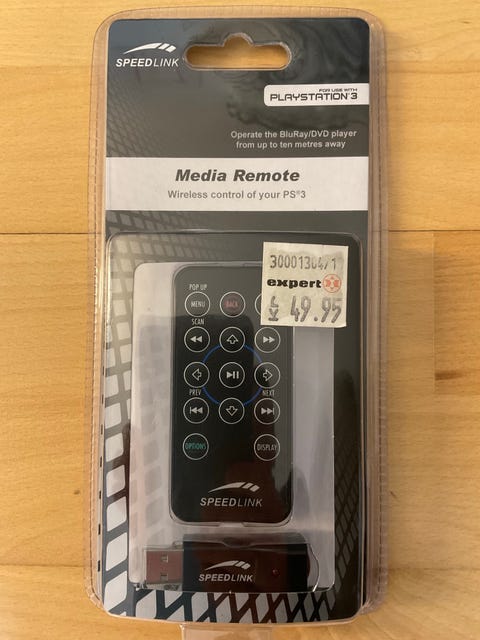 SPEEDLINK
FOR USE WITH
PLAYSTATION®3
Operate the BluRay/DVD player
from up to ten metres away
Media Remote
Wireless control of your PS®3
30001304/1
expert
49.95
POP UP
MENU
BACK
SCAN
PREV
NEXT
OPTIONS
DISPLAY
SPEEDLINK
SPEEDLINK